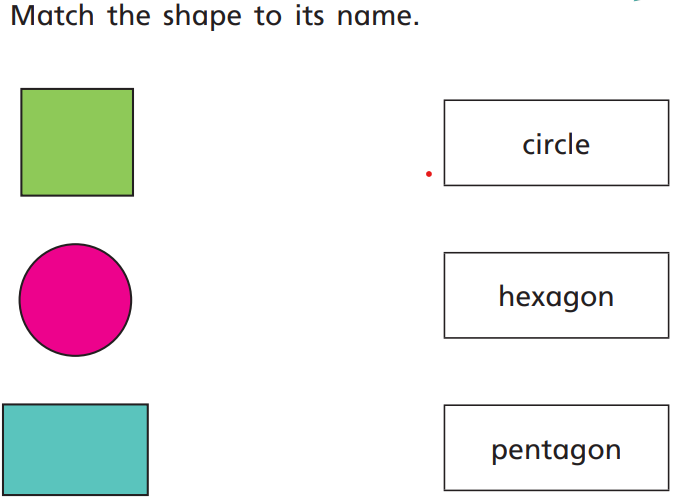 Match the shape to its name.
circle
hexagon
pentagon